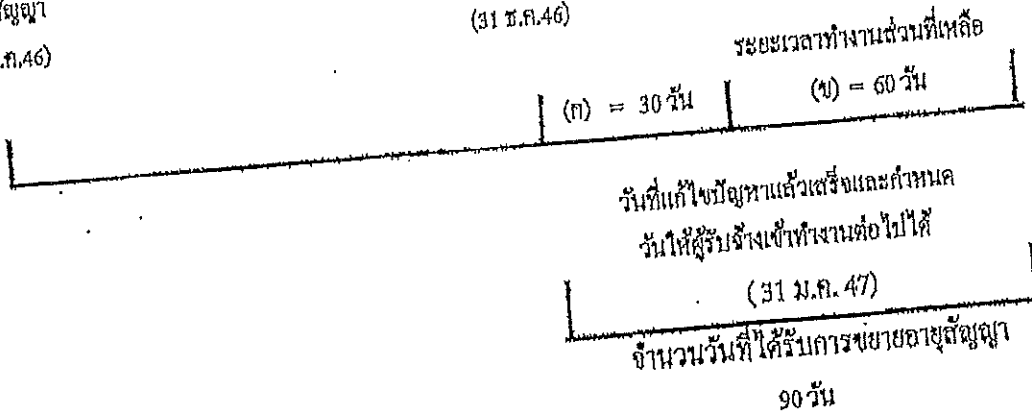 สัญญา
.ค.46)
(31 ธ.ค.46)
ระยะเวลาทำงานส่วนที่เหลือ
(ก) = 30 วัน
(ข) = 60 วัน
วันที่แก้ไขปัญหาแล้วเสร็จและกำหนด
วันให้ผู้รับจ้างเข้าทำงานต่อไปได้
(31 ม.ค. 47)
จำนวนวันที่ได้รับการขยายอายุสัญญา
90 วัน